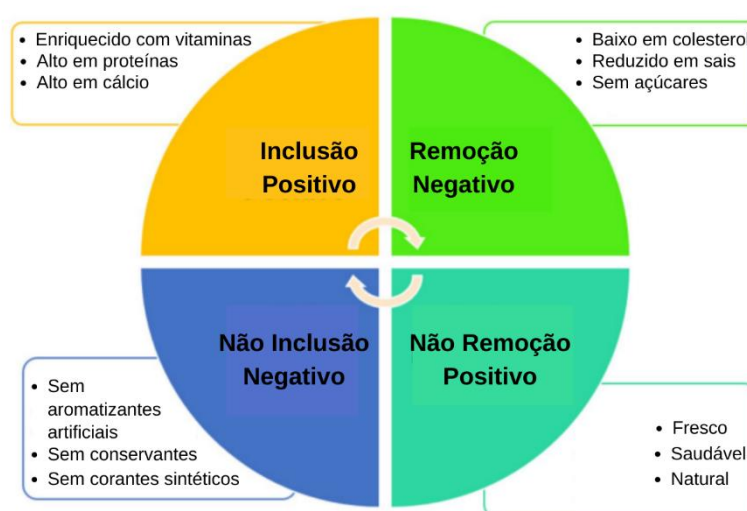 • Enriquecido com vitaminas
• Alto em proteínas
• Alto em cálcio
• Baixo em colesterol
• Reduzido em sais
• Sem açúcares
Inclusão
Positivo
Remoção
Negativo
Não Inclusão
Negativo
Não Remoção
Positivo
• Sem
aromatizantes
artificiais
• Sem conservantes
• Sem corantes sintéticos
• Fresco
• Saudável
• Natural